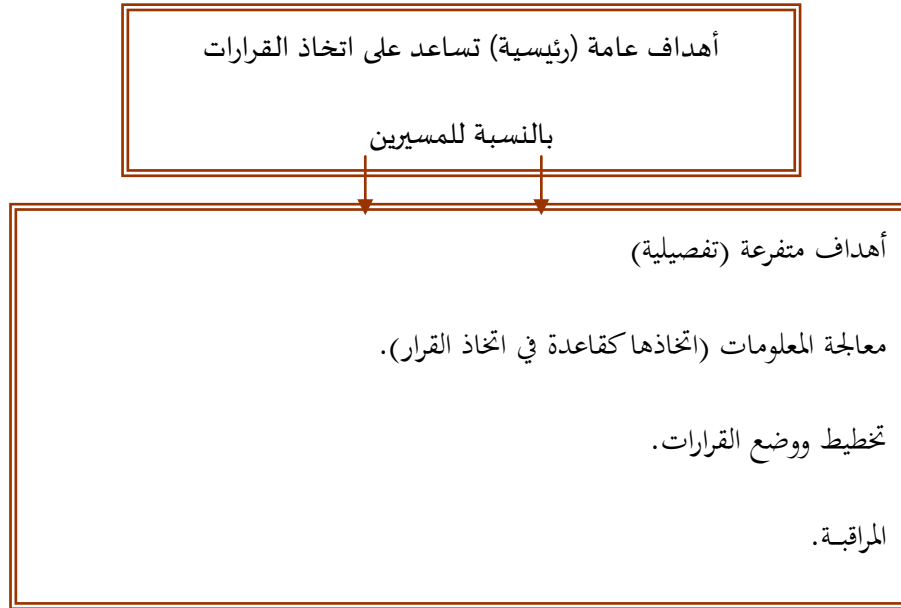 أهداف عامة (رئيسية) تساعد على اتخاذ القرارات
بالنسبة للمسيرين
أهداف متفرعة (تفصيلية)
معالجة المعلومات (اتخاذها كقاعدة في اتخاذ القرار).
تخطيط ووضع القرارات.
المراقبـة.